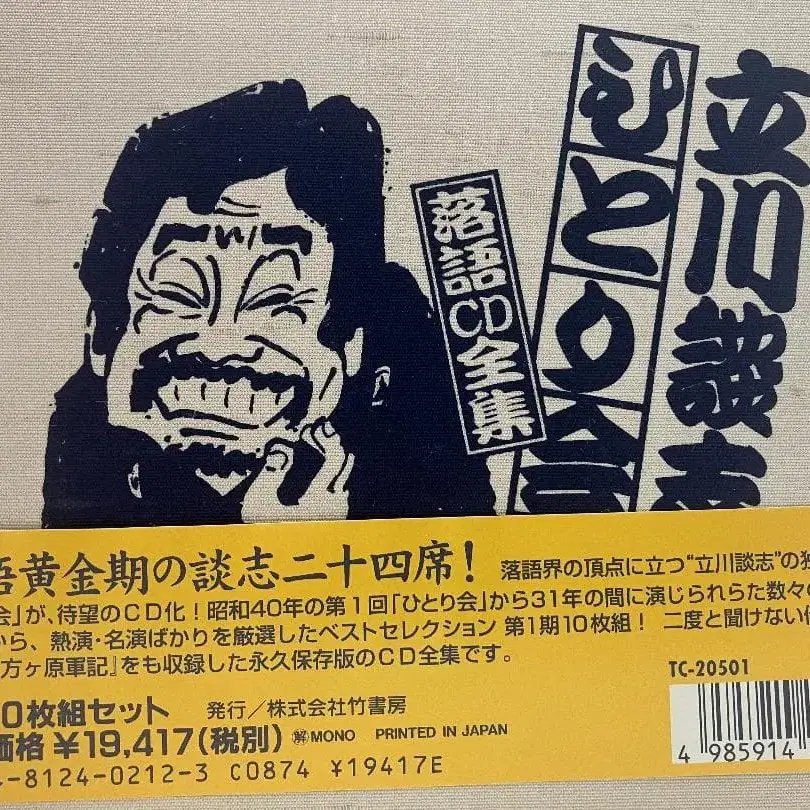 立川談志
ひとり会
落語CD全集
語黄金期の談志二十四席!
落語界の頂点に立つ“立川談志”の独
会」が、待望のCD化!昭和40年の第1回「ひとり会」から31年の間に演じられらた数々の
から、熱演・名演ばかりを厳選したベストセレクション 第1期10枚組! 二度と聞けない伝
方ヶ原軍記』をも収録した永久保存版のCD全集です。
TC-20501
0枚組セット 発行/株式会社竹書房
価格¥19,417(税別) MONO PRINTED IN JAPAN
-8124-0212-3 C0874 ¥19417E
4 985914